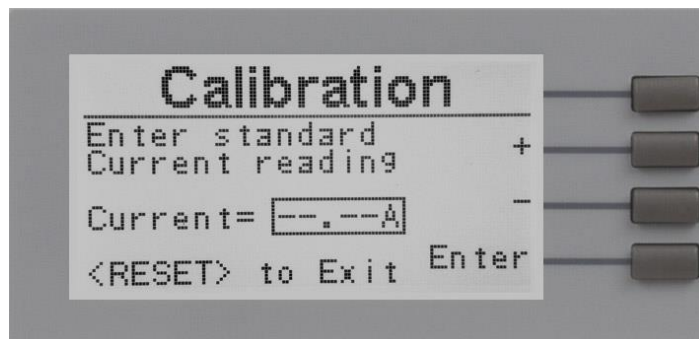 Calibration
Enter standard
Current reading
+
Current= --.--A
-
<RESET> to Exit
Enter